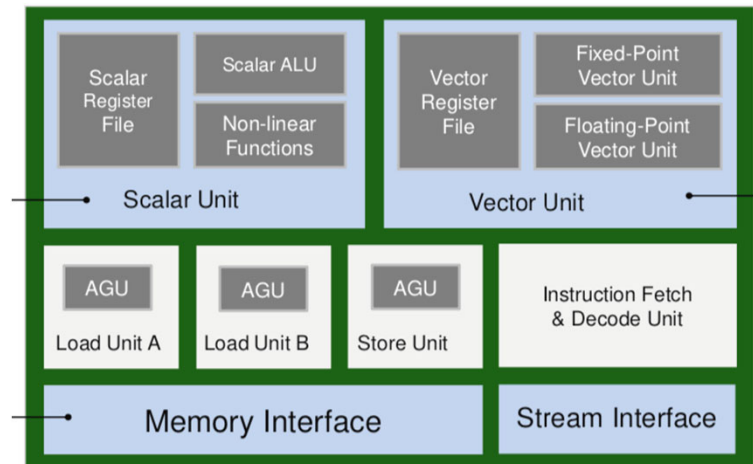 Scalar
Register
File
Scalar ALU
Non-linear
Functions
Scalar Unit
Vector
Register
File
Fixed-Point
Vector Unit
Floating-Point
Vector Unit
Vector Unit
AGU
Load Unit A
AGU
Load Unit B
AGU
Store Unit
Instruction Fetch
& Decode Unit
Memory Interface
Stream Interface